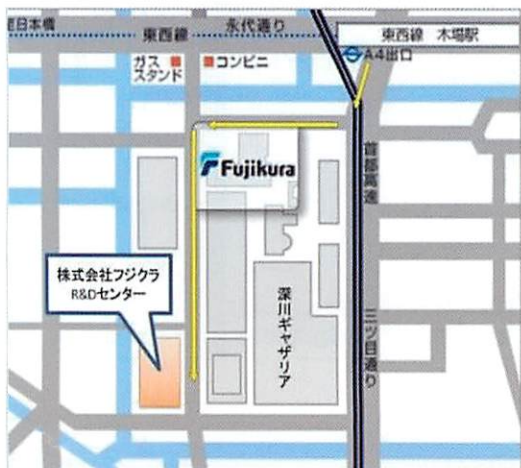 至日本橋
東西線
永代通り
東西線 木場駅
A4出口
ガス
スタンド
コンビニ
首都高速
Fujikura
株式会社フジクラ
R&Dセンター
深川ギャザリア
三ツ目通り